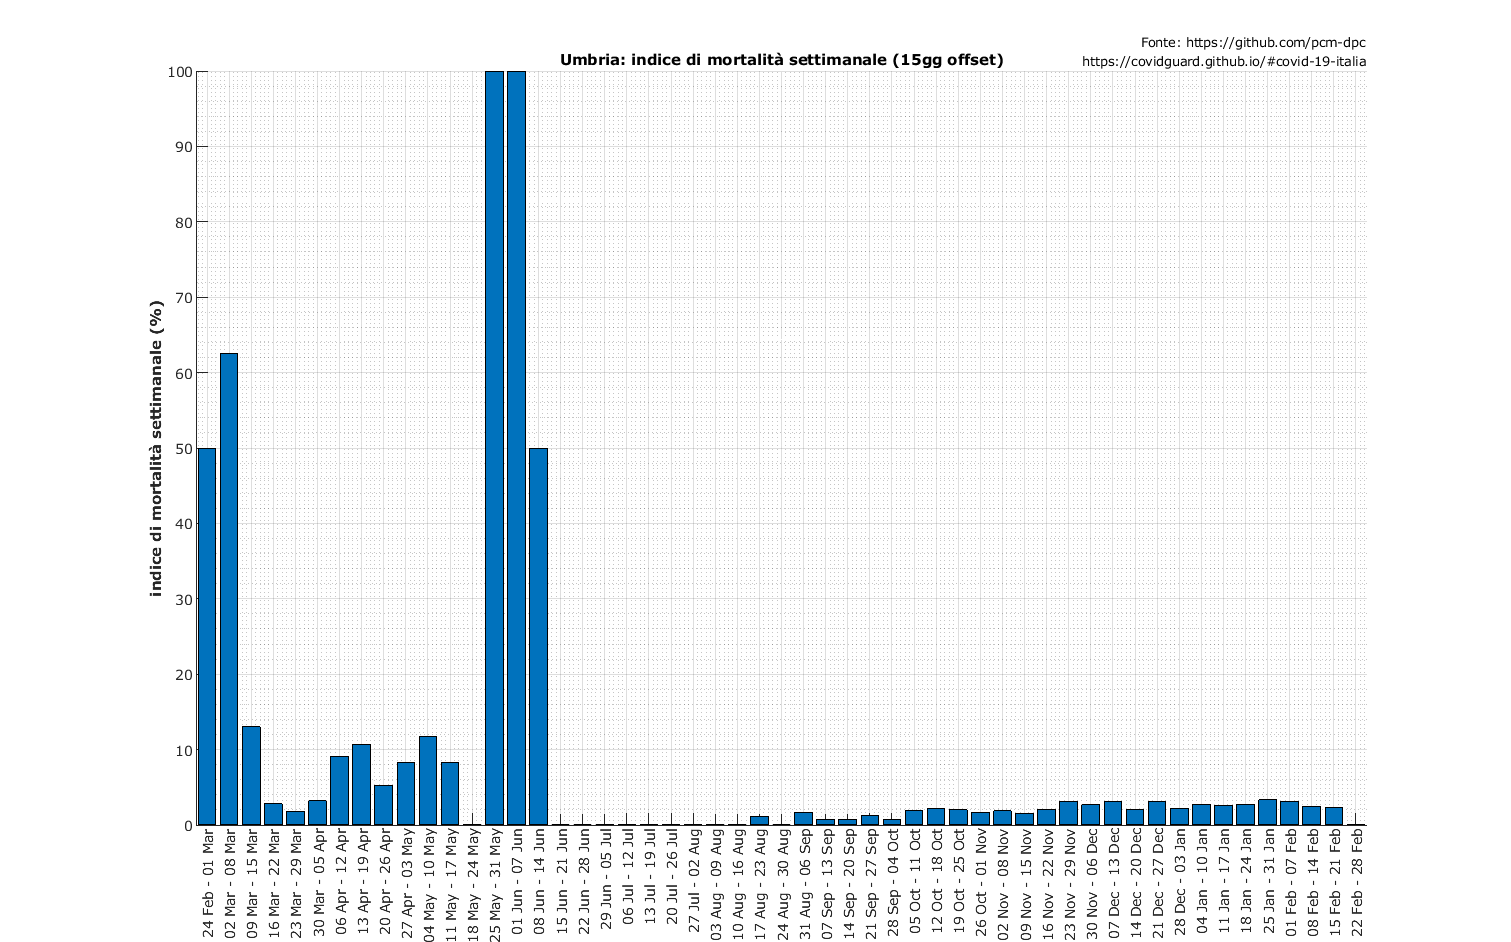 Fonte: https://github.com/pcm-dpc
https://covidguard.github.io/#covid-19-italia
Umbria: indice di mortalità settimanale (15gg offset)
indice di mortalità settimanale (%)
100
90
80
70
60
50
40
30
20
10
0
24 Feb - 01 Mar
02 Mar - 08 Mar
09 Mar - 15 Mar
16 Mar - 22 Mar
23 Mar - 29 Mar
30 Mar - 05 Apr
06 Apr - 12 Apr
13 Apr - 19 Apr
20 Apr - 26 Apr
27 Apr - 03 May
04 May - 10 May
11 May - 17 May
18 May - 24 May
25 May - 31 May
01 Jun - 07 Jun
08 Jun - 14 Jun
15 Jun - 21 Jun
22 Jun - 28 Jun
29 Jun - 05 Jul
06 Jul - 12 Jul
13 Jul - 19 Jul
20 Jul - 26 Jul
27 Jul - 02 Aug
03 Aug - 09 Aug
10 Aug - 16 Aug
17 Aug - 23 Aug
24 Aug - 30 Aug
31 Aug - 06 Sep
07 Sep - 13 Sep
14 Sep - 20 Sep
21 Sep - 27 Sep
28 Sep - 04 Oct
05 Oct - 11 Oct
12 Oct - 18 Oct
19 Oct - 25 Oct
26 Oct - 01 Nov
02 Nov - 08 Nov
09 Nov - 15 Nov
16 Nov - 22 Nov
23 Nov - 29 Nov
30 Nov - 06 Dec
07 Dec - 13 Dec
14 Dec - 20 Dec
21 Dec - 27 Dec
28 Dec - 03 Jan
04 Jan - 10 Jan
11 Jan - 17 Jan
18 Jan - 24 Jan
25 Jan - 31 Jan
01 Feb - 07 Feb
08 Feb - 14 Feb
15 Feb - 21 Feb
22 Feb - 28 Feb